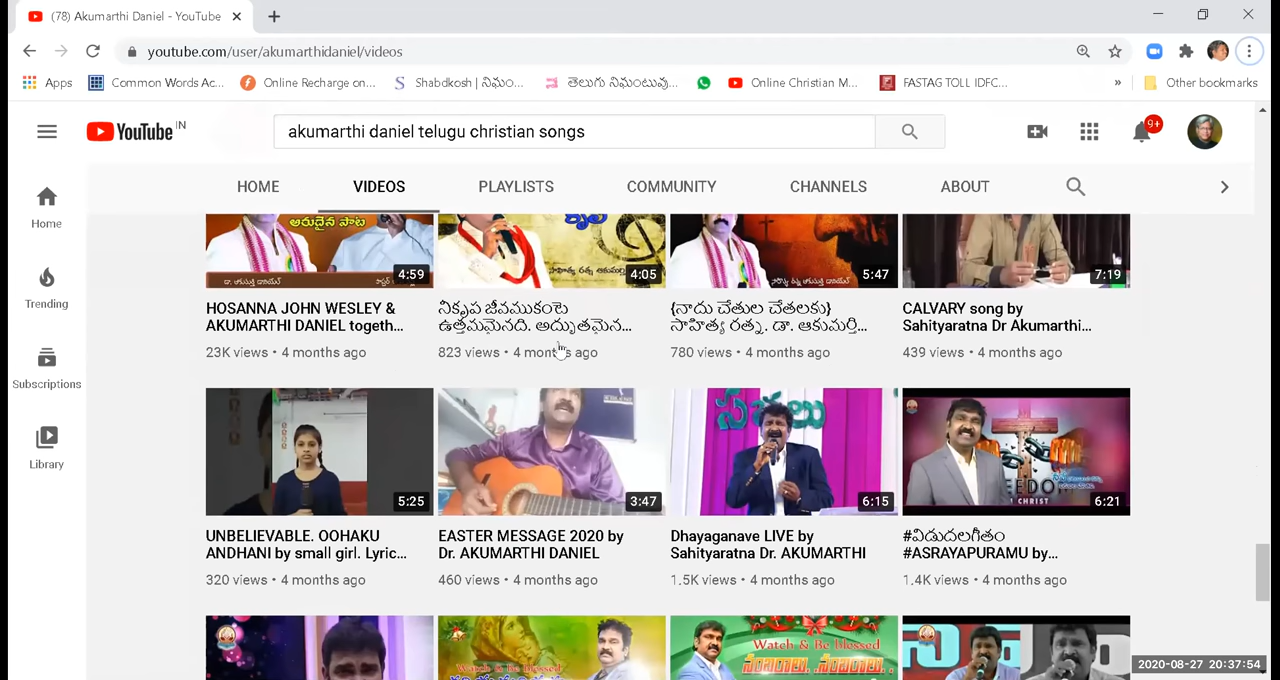 (78) Akumarthi Daniel - YouTube
youtube.com/user/akumarthidaniel/videos
Apps
Common Words Ac...
Online Recharge on...
Shabdkosh | నిఘం...
తెలుగు నిఘంటువు...
Online Christian M...
FASTAG TOLL IDFC...
»
Other bookmarks
YouTube IN
akumarthi daniel telugu christian songs
9+
HOME VIDEOS PLAYLISTS COMMUNITY CHANNELS ABOUT
Home
Trending
Subscriptions
Library
అరుదైన పాట
డా. ఆకుమర్తి డానియెల్
4:59
HOSANNA JOHN WESLEY &
AKUMARTHI DANIEL togeth...
23K views • 4 months ago
4:05
నీకృప జీవముకంటె
ఉత్తమమైనది. అద్భుతమైన...
823 views • 4 months ago
5:47
{నాదు చేతుల చేతలకు}
సాహిత్య రత్న. డా. ఆకుమర్తి...
780 views • 4 months ago
7:19
CALVARY song by
Sahityaratna Dr Akumarthi...
439 views • 4 months ago
5:25
UNBELIEVABLE. OOHAKU
ANDHANI by small girl. Lyric...
320 views • 4 months ago
3:47
EASTER MESSAGE 2020 by
Dr. AKUMARTHI DANIEL
460 views • 4 months ago
6:15
Dhayaganave LIVE by
Sahityaratna Dr. AKUMARTHI
1.5K views • 4 months ago
6:21
#విడుదలగీతం
#ASRAYAPURAMU by...
1.4K views • 4 months ago
Watch & Be blessed
Watch & Be blessed
సంబరాలు..సంబరాలు..
2020-08-27 20:37:54